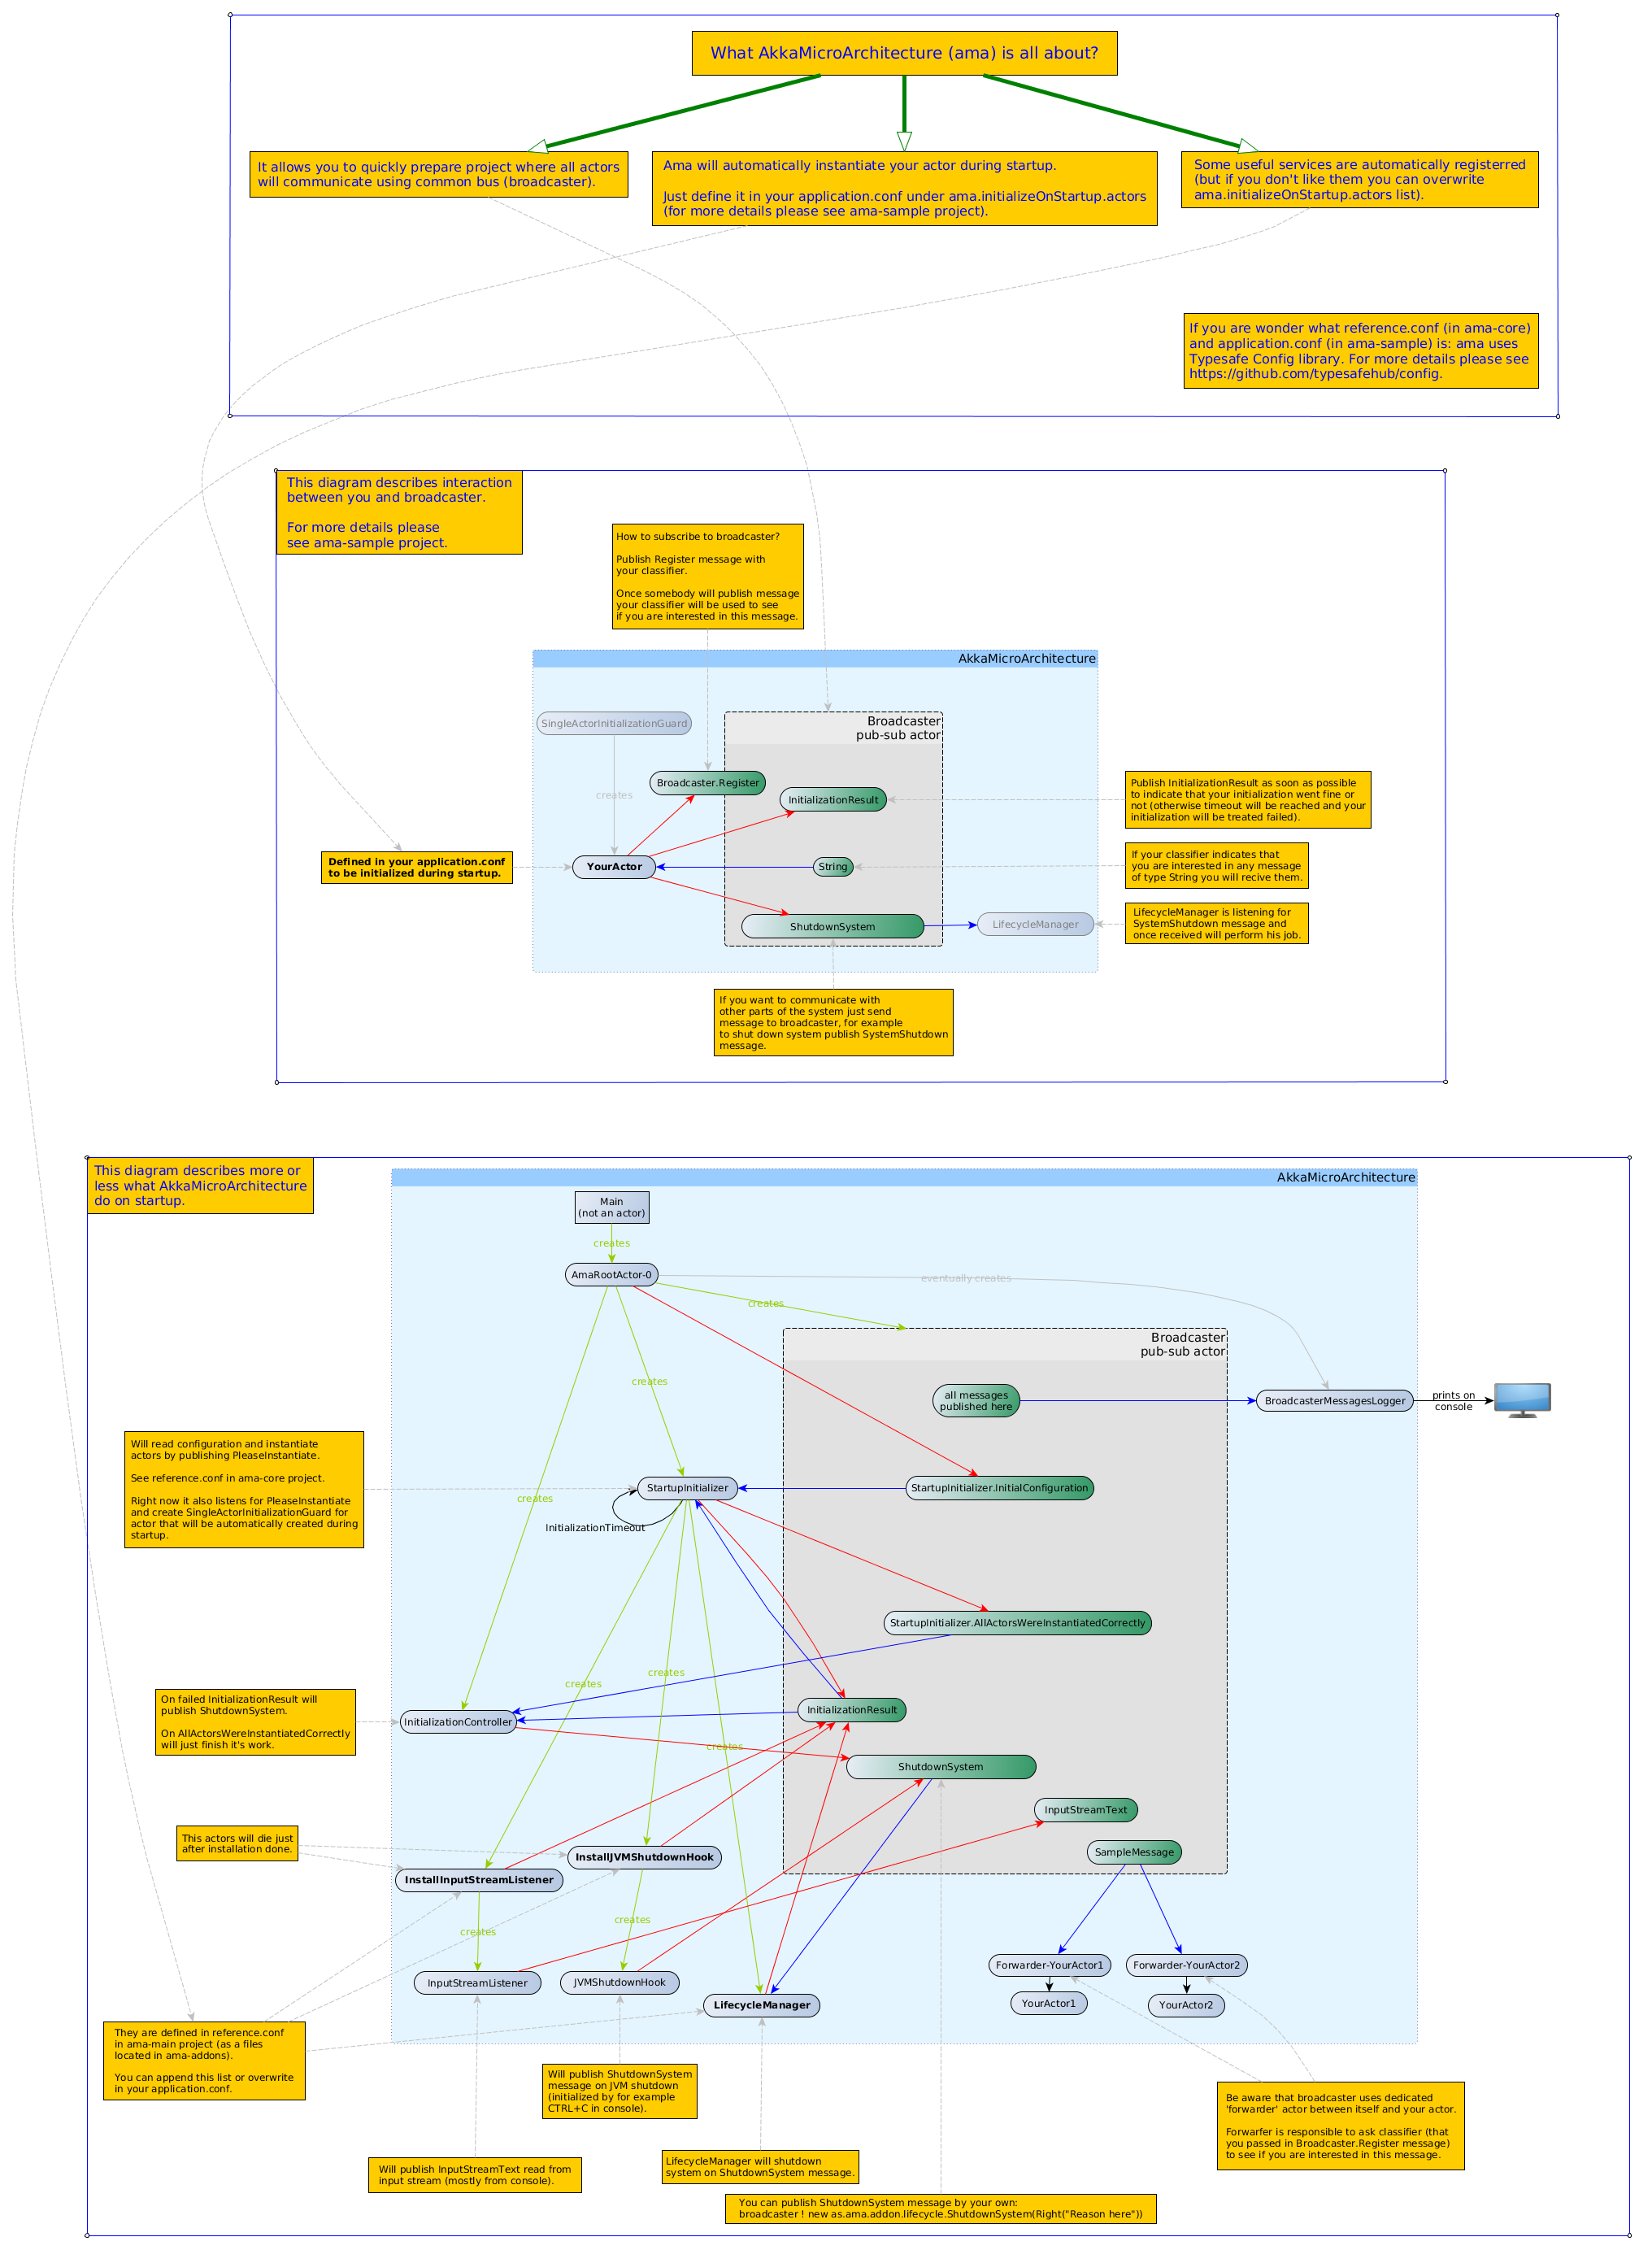 What AkkaMicroArchitecture (ama) is all about?
It allows you to quickly prepare project where all actors
will communicate using common bus (broadcaster).
Ama will automatically instantiate your actor during startup.
Just define it in your application.conf under ama.initializeOnStartup.actors
(for more details please see ama-sample project).
Some useful services are automatically registerred
(but if you don't like them you can overwrite
ama.initializeOnStartup.actors list).
If you are wonder what reference.conf (in ama-core)
and application.conf (in ama-sample) is: ama uses
Typesafe Config library. For more details please see
https://github.com/typesafehub/config.
This diagram describes interaction
between you and broadcaster.
For more details please
see ama-sample project.
How to subscribe to broadcaster?
Publish Register message with
your classifier.
Once somebody will publish message
your classifier will be used to see
if you are interested in this message.
AkkaMicroArchitecture
SingleActorInitializationGuard
Broadcaster
pub-sub actor
Broadcaster.Register
creates
InitializationResult
Publish InitializationResult as soon as possible
to indicate that your initialization went fine or
not (otherwise timeout will be reached and your
initialization will be treated failed).
Defined in your application.conf
to be initialized during startup.
YourActor
String
If your classifier indicates that
you are interested in any message
of type String you will recive them.
ShutdownSystem
LifecycleManager
LifecycleManager is listening for
SystemShutdown message and
once received will perform his job.
If you want to communicate with
other parts of the system just send
message to broadcaster, for example
to shut down system publish SystemShutdown
message.
This diagram describes more or
less what AkkaMicroArchitecture
do on startup.
AkkaMicroArchitecture
Main
(not an actor)
creates
AmaRootActor-0
eventually creates
creates
Broadcaster
pub-sub actor
creates
all messages
published here
BroadcasterMessagesLogger
prints on
console
Will read configuration and instantiate
actors by publishing PleaseInstantiate.
See reference.conf in ama-core project.
Right now it also listens for PleaseInstantiate
and create SingleActorInitializationGuard for
actor that will be automatically created during
startup.
StartupInitializer
StartupInitializer.InitialConfiguration
creates
InitializationTimeout
StartupInitializer.AllActorsWereInstantiatedCorrectly
creates
creates
On failed InitializationResult will
publish ShutdownSystem.
On AllActorsWereInstantiatedCorrectly
will just finish it's work.
InitializationController
InitializationResult
creates
ShutdownSystem
InputStreamText
This actors will die just
after installation done.
InstallJVMShutdownHook
SampleMessage
InstallInputStreamListener
creates
creates
InputStreamListener
JVMShutdownHook
Forwarder-YourActor1
Forwarder-YourActor2
LifecycleManager
YourActor1
YourActor2
They are defined in reference.conf
in ama-main project (as a files
located in ama-addons).
You can append this list or overwrite
in your application.conf.
Will publish ShutdownSystem
message on JVM shutdown
(initialized by for example
CTRL+C in console).
Be aware that broadcaster uses dedicated
'forwarder' actor between itself and your actor.
Forwarfer is responsible to ask classifier (that
you passed in Broadcaster.Register message)
to see if you are interested in this message.
Will publish InputStreamText read from
input stream (mostly from console).
LifecycleManager will shutdown
system on ShutdownSystem message.
You can publish ShutdownSystem message by your own:
broadcaster ! new as.ama.addon.lifecycle.ShutdownSystem(Right("Reason here"))